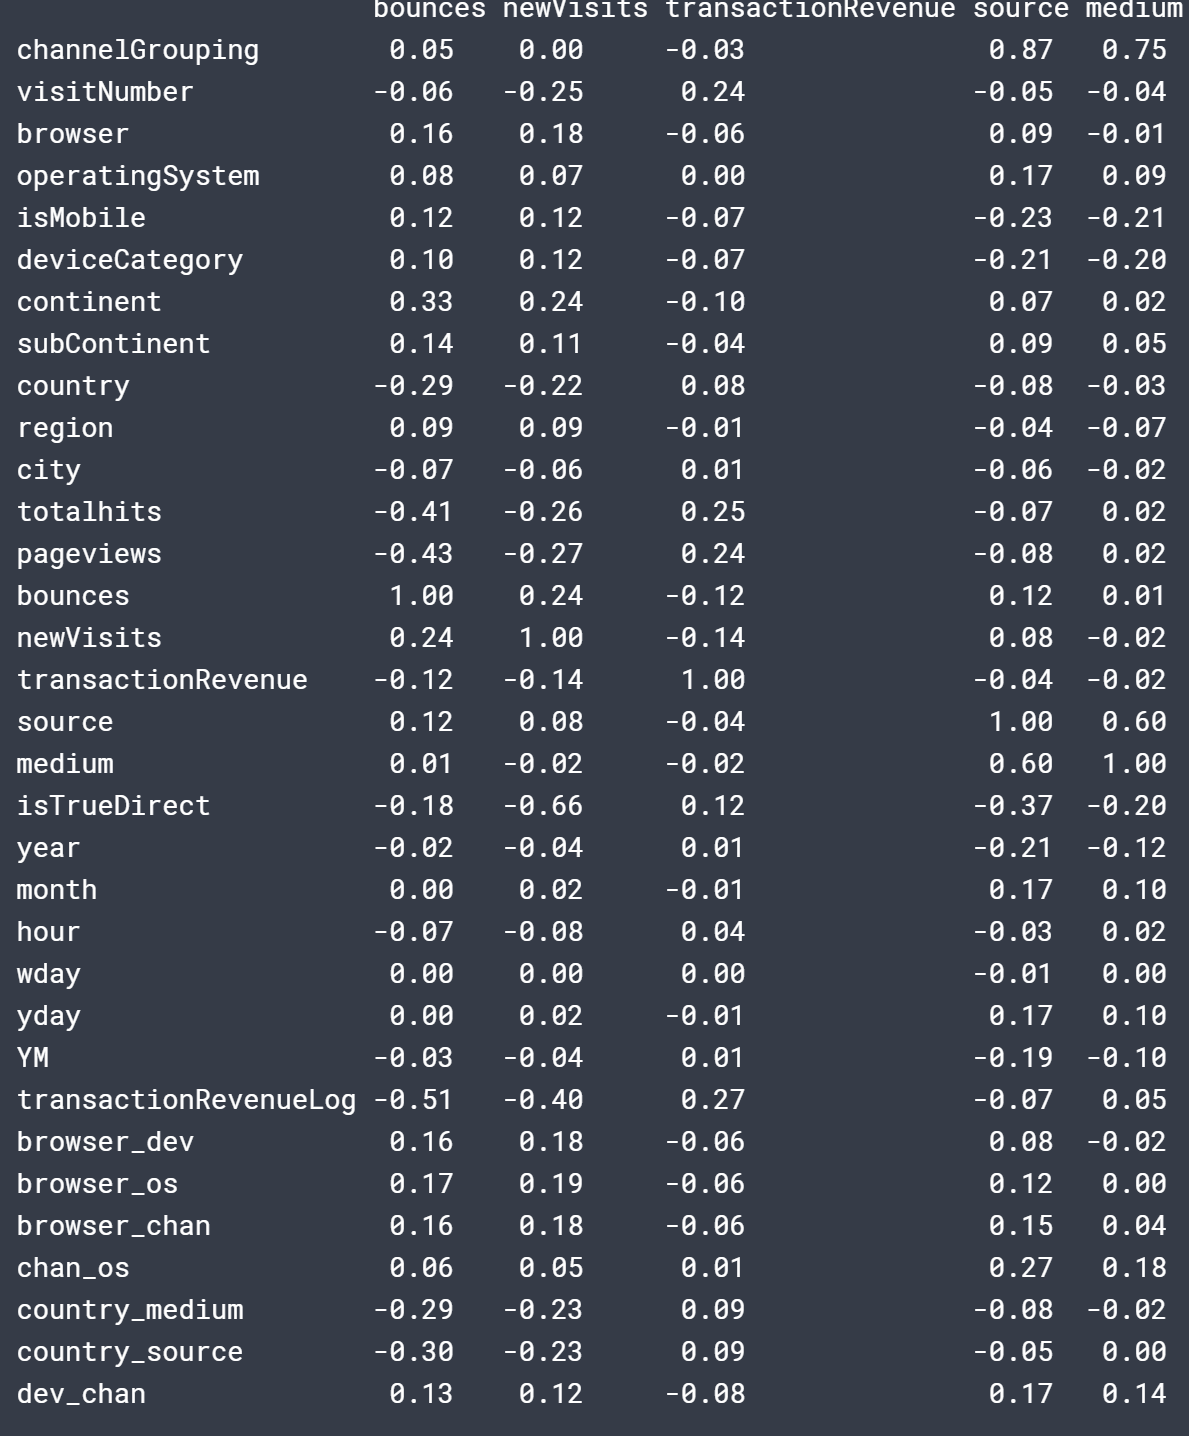 bounces newVisits transactionRevenue source medium
channelGrouping 0.05 0.00 -0.03 0.87 0.75
visitNumber -0.06 -0.25 0.24 -0.05 -0.04
browser 0.16 0.18 -0.06 0.09 -0.01
operatingSystem 0.08 0.07 0.00 0.17 0.09
isMobile 0.12 0.12 -0.07 -0.23 -0.21
deviceCategory 0.10 0.12 -0.07 -0.21 -0.20
continent 0.33 0.24 -0.10 0.07 0.02
subContinent 0.14 0.11 -0.04 0.09 0.05
country -0.29 -0.22 0.08 -0.08 -0.03
region 0.09 0.09 -0.01 -0.04 -0.07
city -0.07 -0.06 0.01 -0.06 -0.02
totalhits -0.41 -0.26 0.25 -0.07 0.02
pageviews -0.43 -0.27 0.24 -0.08 0.02
bounces 1.00 0.24 -0.12 0.12 0.01
newVisits 0.24 1.00 -0.14 0.08 -0.02
transactionRevenue -0.12 -0.14 1.00 -0.04 -0.02
source 0.12 0.08 -0.04 1.00 0.60
medium 0.01 -0.02 -0.02 0.60 1.00
isTrueDirect -0.18 -0.66 0.12 -0.37 -0.20
year -0.02 -0.04 0.01 -0.21 -0.12
month 0.00 0.02 -0.01 0.17 0.10
hour -0.07 -0.08 0.04 -0.03 0.02
wday 0.00 0.00 0.00 -0.01 0.00
yday 0.00 0.02 -0.01 0.17 0.10
YM -0.03 -0.04 0.01 -0.19 -0.10
transactionRevenueLog -0.51 -0.40 0.27 -0.07 0.05
browser_dev 0.16 0.18 -0.06 0.08 -0.02
browser_os 0.17 0.19 -0.06 0.12 0.00
browser_chan 0.16 0.18 -0.06 0.15 0.04
chan_os 0.06 0.05 0.01 0.27 0.18
country_medium -0.29 -0.23 0.09 -0.08 -0.02
country_source -0.30 -0.23 0.09 -0.05 0.00
dev_chan 0.13 0.12 -0.08 0.17 0.14